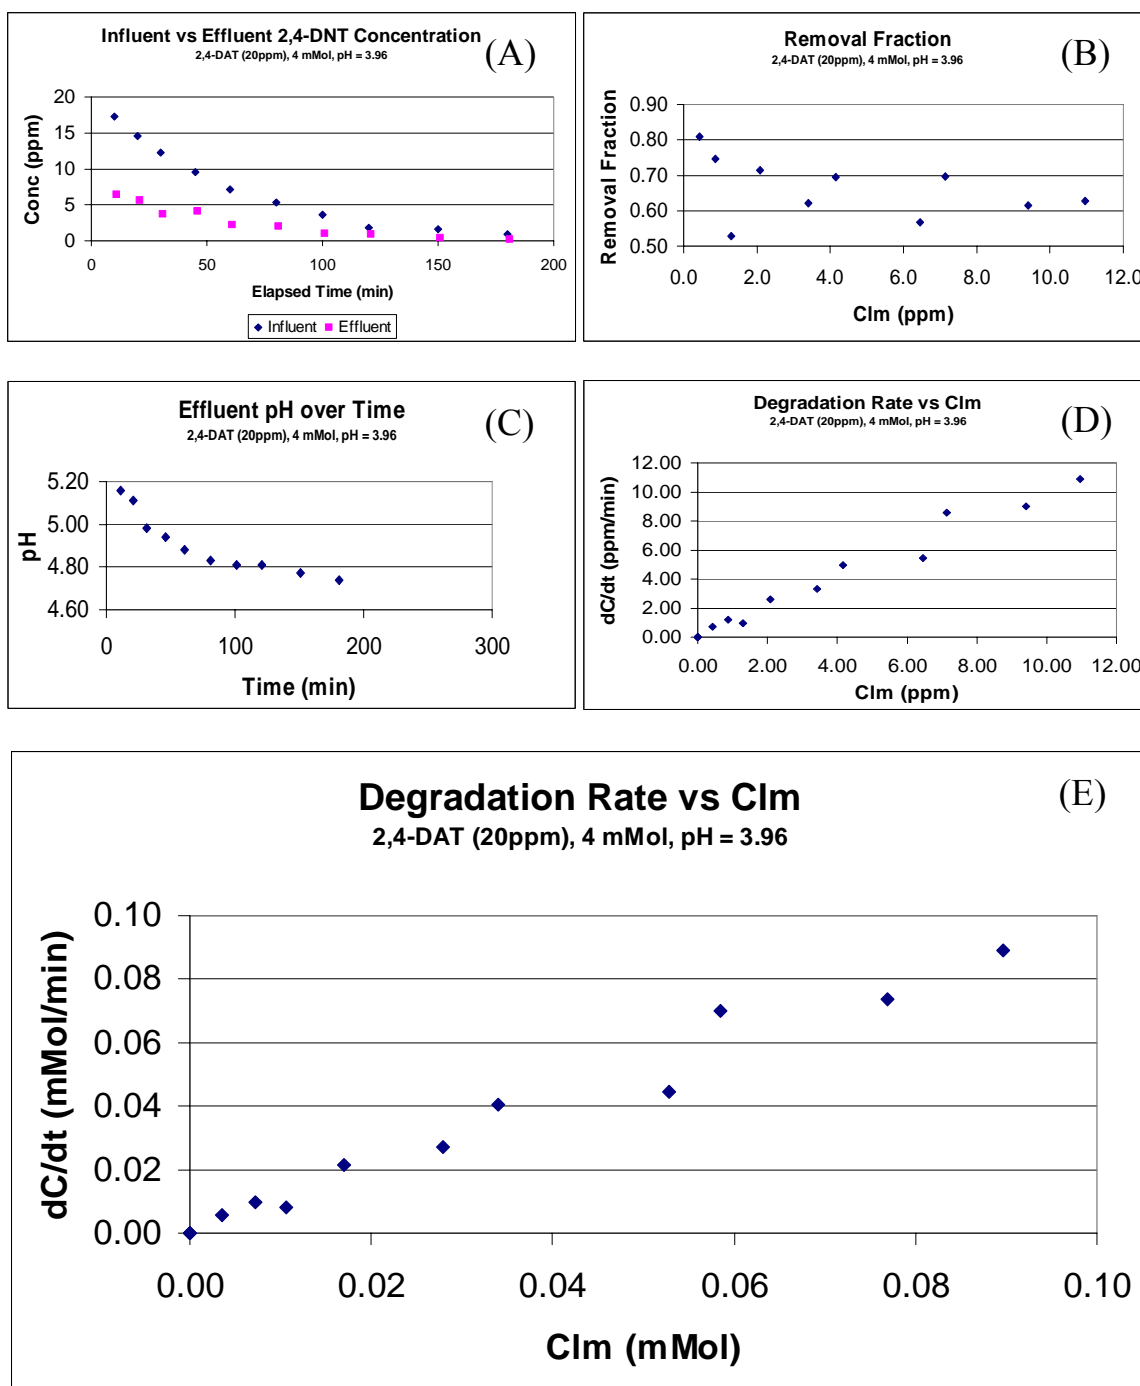 Influent vs Effluent 2,4-DNT Concentration
2,4-DAT (20ppm), 4 mMol, pH = 3.96
(A)
Conc (ppm)
20
15
10
5
0
0 50 100 150 200
Elapsed Time (min)
Influent Effluent
Removal Fraction
2,4-DAT (20ppm), 4 mMol, pH = 3.96
(B)
Removal Fraction
0.90
0.80
0.70
0.60
0.50
0.0 2.0 4.0 6.0 8.0 10.0 12.0
Clm (ppm)
Effluent pH over Time
2,4-DAT (20ppm), 4 mMol, pH = 3.96
(C)
pH
5.20
5.00
4.80
4.60
0 100 200 300
Time (min)
Degradation Rate vs Clm
2,4-DAT (20ppm), 4 mMol, pH = 3.96
(D)
dC/dt (ppm/min)
12.00
10.00
8.00
6.00
4.00
2.00
0.00
0.00 2.00 4.00 6.00 8.00 10.00 12.00
Clm (ppm)
Degradation Rate vs Clm
2,4-DAT (20ppm), 4 mMol, pH = 3.96
(E)
dC/dt (mMol/min)
0.10
0.08
0.06
0.04
0.02
0.00
0.00 0.02 0.04 0.06 0.08 0.10
Clm (mMol)